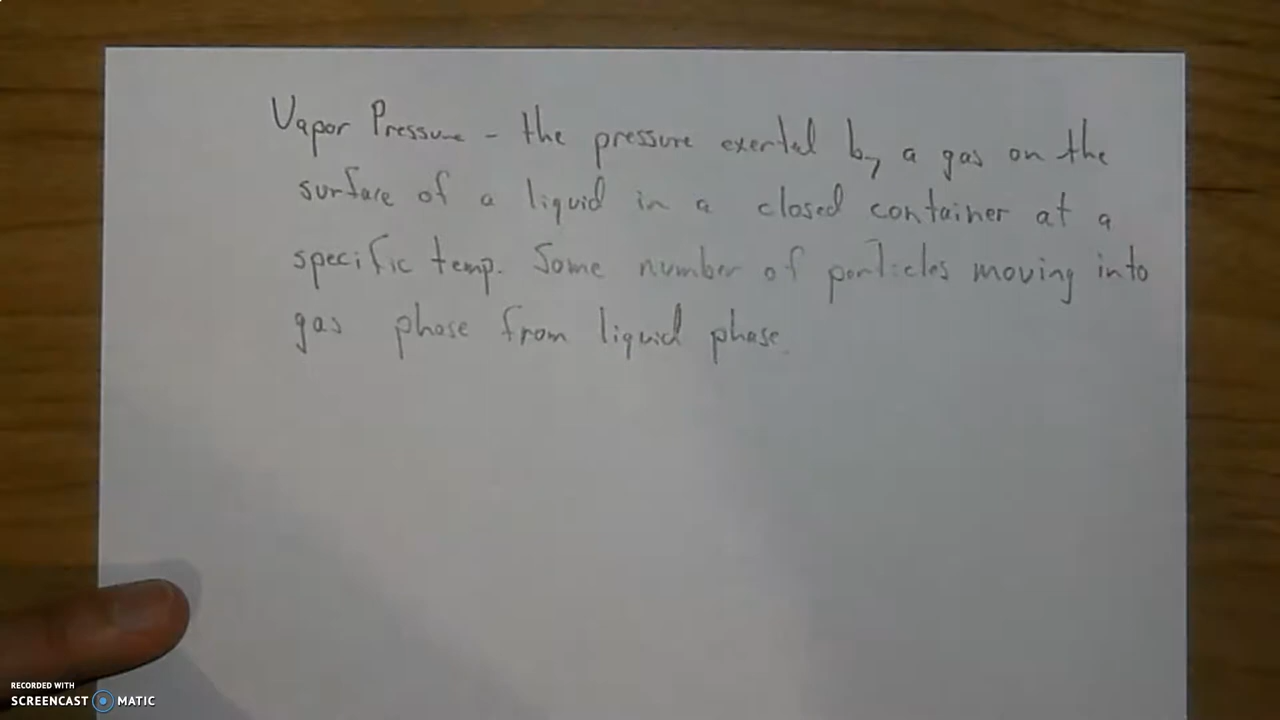 Vapor Pressure - the pressure exerted by a gas on the
surface of a liquid in a closed container at a
specific temp. Some number of particles moving into
gas phase from liquid phase.
RECORDED WITH
SCREENCAST MATIC